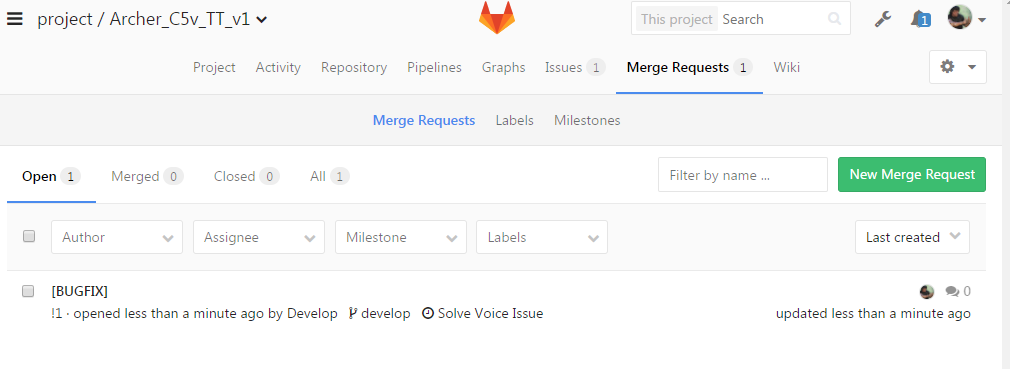 project / Archer_C5v_TT_v1
This project Search
1
Project Activity Repository Pipelines Graphs Issues 1 Merge Requests 1 Wiki
Merge Requests Labels Milestones
Open 1 Merged 0 Closed 0 All 1
Filter by name ...
New Merge Request
Author Assignee Milestone Labels Last created
[BUGFIX] 0
!1 · opened less than a minute ago by Develop develop Solve Voice Issue updated less than a minute ago